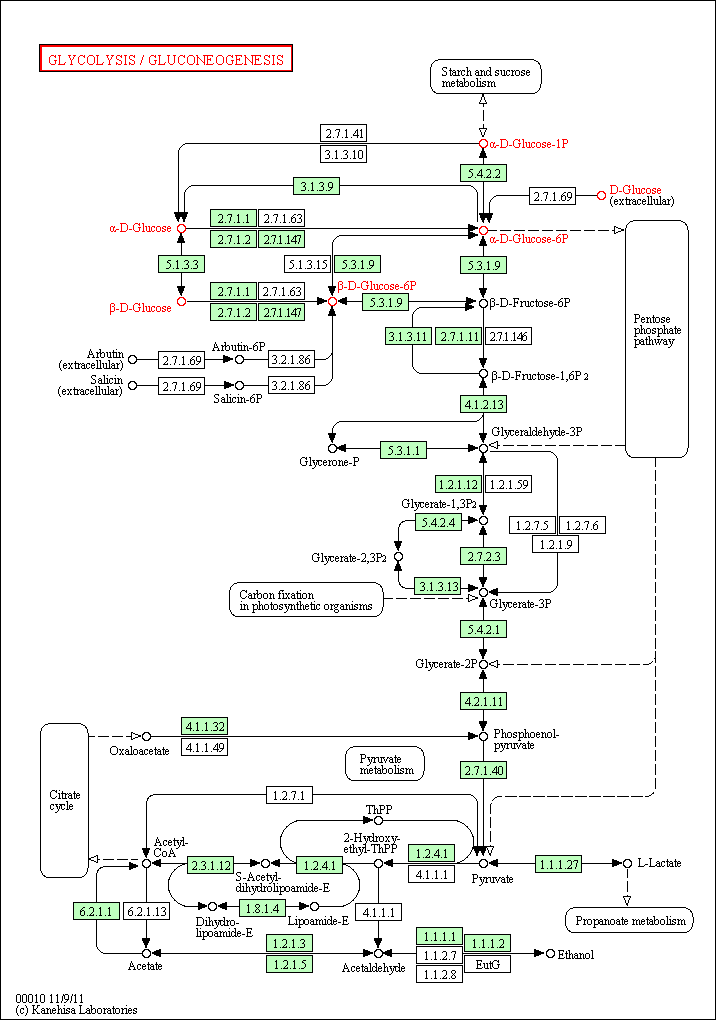 GLYCOLYSIS / GLUCONEOGENESIS
Starch and sucrose
metabolism
2.7.1.41
3.1.3.10
α-D-Glucose-1P
5.4.2.2
3.1.3.9
D-Glucose
(extracellular)
2.7.1.69
α-D-Glucose
2.7.1.1
2.7.1.63
2.7.1.2
2.7.1.147
α-D-Glucose-6P
5.1.3.3
5.1.3.15
5.3.1.9
5.3.1.9
β-D-Glucose
2.7.1.1
2.7.1.63
2.7.1.2
2.7.1.147
β-D-Glucose-6P
5.3.1.9
β-D-Fructose-6P
Pentose
phosphate
pathway
3.1.3.11
2.7.1.11
2.7.1.146
Arbutin
(extracellular)
2.7.1.69
Arbutin-6P
3.2.1.86
Salicin
(extracellular)
2.7.1.69
Salicin-6P
3.2.1.86
β-D-Fructose-1,6P2
4.1.2.13
Glyceraldehyde-3P
Glycerone-P
5.3.1.1
1.2.1.12
1.2.1.59
Glycerate-1,3P2
5.4.2.4
1.2.7.5
1.2.7.6
1.2.1.9
Glycerate-2,3P2
2.7.2.3
3.1.3.13
Carbon fixation
in photosynthetic organisms
Glycerate-3P
5.4.2.1
Glycerate-2P
4.2.1.11
Citrate
cycle
Oxaloacetate
4.1.1.32
4.1.1.49
Phosphoenol-
pyruvate
Pyruvate
metabolism
2.7.1.40
1.2.7.1
ThPP
Acetyl-
CoA
2.3.1.12
S-Acetyl-
dihydrolipoamide-E
1.2.4.1
2-Hydroxy-
ethyl-ThPP
1.2.4.1
4.1.1.1
Pyruvate
1.1.1.27
L-Lactate
6.2.1.1
6.2.1.13
Dihydro-
lipoamide-E
1.8.1.4
Lipoamide-E
4.1.1.1
Propanoate metabolism
Acetate
1.2.1.3
1.2.1.5
Acetaldehyde
1.1.1.1
1.1.1.2
1.1.2.7
EutG
1.1.2.8
Ethanol
00010 11/9/11
(c) Kanehisa Laboratories